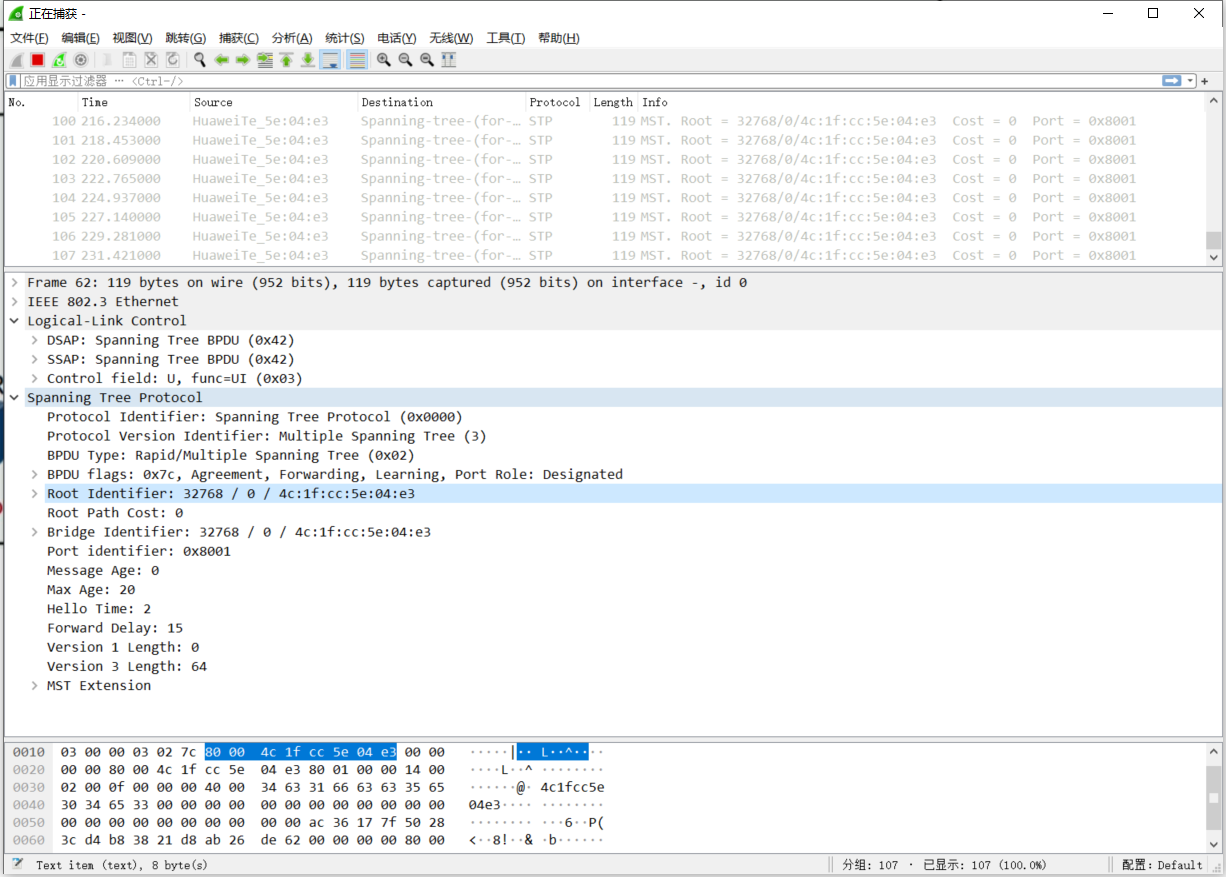 正在捕获 -
文件(F) 编辑(E) 视图(V) 跳转(G) 捕获(C) 分析(A) 统计(S) 电话(Y) 无线(W) 工具(T) 帮助(H)
应用显示过滤器 … <Ctrl-/>
No. Time Source Destination Protocol Length Info
100 216.234000 HuaweiTe_5e:04:e3 Spanning-tree-(for-… STP 119 MST. Root = 32768/0/4c:1f:cc:5e:04:e3 Cost = 0 Port = 0x8001
101 218.453000 HuaweiTe_5e:04:e3 Spanning-tree-(for-… STP 119 MST. Root = 32768/0/4c:1f:cc:5e:04:e3 Cost = 0 Port = 0x8001
102 220.609000 HuaweiTe_5e:04:e3 Spanning-tree-(for-… STP 119 MST. Root = 32768/0/4c:1f:cc:5e:04:e3 Cost = 0 Port = 0x8001
103 222.765000 HuaweiTe_5e:04:e3 Spanning-tree-(for-… STP 119 MST. Root = 32768/0/4c:1f:cc:5e:04:e3 Cost = 0 Port = 0x8001
104 224.937000 HuaweiTe_5e:04:e3 Spanning-tree-(for-… STP 119 MST. Root = 32768/0/4c:1f:cc:5e:04:e3 Cost = 0 Port = 0x8001
105 227.140000 HuaweiTe_5e:04:e3 Spanning-tree-(for-… STP 119 MST. Root = 32768/0/4c:1f:cc:5e:04:e3 Cost = 0 Port = 0x8001
106 229.281000 HuaweiTe_5e:04:e3 Spanning-tree-(for-… STP 119 MST. Root = 32768/0/4c:1f:cc:5e:04:e3 Cost = 0 Port = 0x8001
107 231.421000 HuaweiTe_5e:04:e3 Spanning-tree-(for-… STP 119 MST. Root = 32768/0/4c:1f:cc:5e:04:e3 Cost = 0 Port = 0x8001
Frame 62: 119 bytes on wire (952 bits), 119 bytes captured (952 bits) on interface -, id 0
IEEE 802.3 Ethernet
Logical-Link Control
DSAP: Spanning Tree BPDU (0x42)
SSAP: Spanning Tree BPDU (0x42)
Control field: U, func=UI (0x03)
Spanning Tree Protocol
Protocol Identifier: Spanning Tree Protocol (0x0000)
Protocol Version Identifier: Multiple Spanning Tree (3)
BPDU Type: Rapid/Multiple Spanning Tree (0x02)
BPDU flags: 0x7c, Agreement, Forwarding, Learning, Port Role: Designated
Root Identifier: 32768 / 0 / 4c:1f:cc:5e:04:e3
Root Path Cost: 0
Bridge Identifier: 32768 / 0 / 4c:1f:cc:5e:04:e3
Port identifier: 0x8001
Message Age: 0
Max Age: 20
Hello Time: 2
Forward Delay: 15
Version 1 Length: 0
Version 3 Length: 64
MST Extension
0010 03 00 00 03 02 7c 80 00 4c 1f cc 5e 04 e3 00 00 ·····|·· L··^····
0020 00 00 80 00 4c 1f cc 5e 04 e3 80 01 00 00 14 00 ····L··^ ········
0030 02 00 0f 00 00 00 40 00 34 63 31 66 63 63 35 65 ······@· 4c1fcc5e
0040 30 34 65 33 00 00 00 00 00 00 00 00 00 00 00 00 04e3···· ········
0050 00 00 00 00 00 00 00 00 00 00 ac 36 17 7f 50 28 ········ ···6··P(
0060 3c d4 b8 38 21 d8 ab 26 de 62 00 00 00 00 80 00 <··8!··& ·b······
Text item (text), 8 byte(s) 分组: 107 · 已显示: 107 (100.0%) 配置: Default